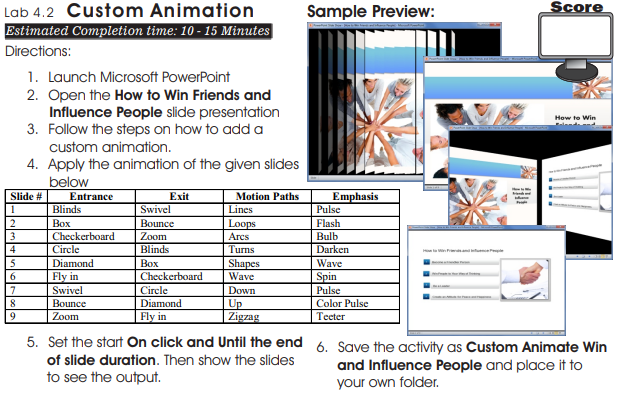 Lab 4.2 Custom Animation
Estimated Completion time: 10 - 15 Minutes
Directions:
1. Launch Microsoft PowerPoint
2. Open the How to Win Friends and
Influence People slide presentation
3. Follow the steps on how to add a
custom animation.
4. Apply the animation of the given slides
below
Slide # Entrance Exit Motion Paths Emphasis
1 Blinds Swivel Lines Pulse
2 Box Bounce Loops Flash
3 Checkerboard Zoom Arcs Bulb
4 Circle Blinds Turns Darken
5 Diamond Box Shapes Wave
6 Fly in Checkerboard Wave Spin
7 Swivel Circle Down Pulse
8 Bounce Diamond Up Color Pulse
9 Zoom Fly in Zigzag Teeter
5. Set the start On click and Until the end
of slide duration. Then show the slides
to see the output.
Sample Preview:
Score
How to Win
Friends and
How to Win
Friends and
Influence
People
How to Win Friends and Influence People
6. Save the activity as Custom Animate Win
and Influence People and place it to
your own folder.